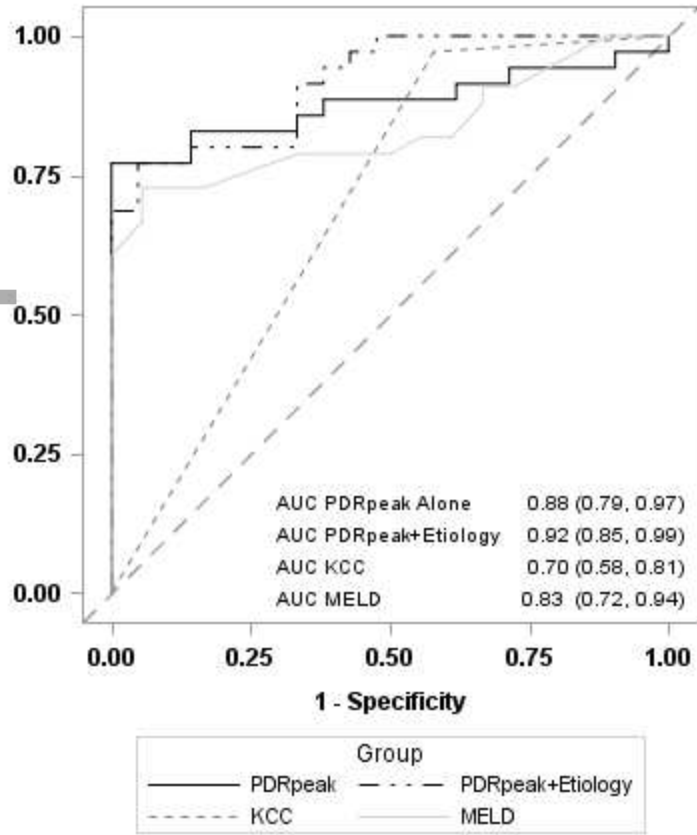 1.00
0.75
0.50
0.25
0.00
AUC PDRpeak Alone 0.88 (0.79, 0.97)
AUC PDRpeak+Etiology 0.92 (0.85, 0.99)
AUC KCC 0.70 (0.58, 0.81)
AUC MELD 0.83 (0.72, 0.94)
0.00 0.25 0.50 0.75 1.00
1 - Specificity
Group
PDRpeak PDRpeak+Etiology
KCC MELD